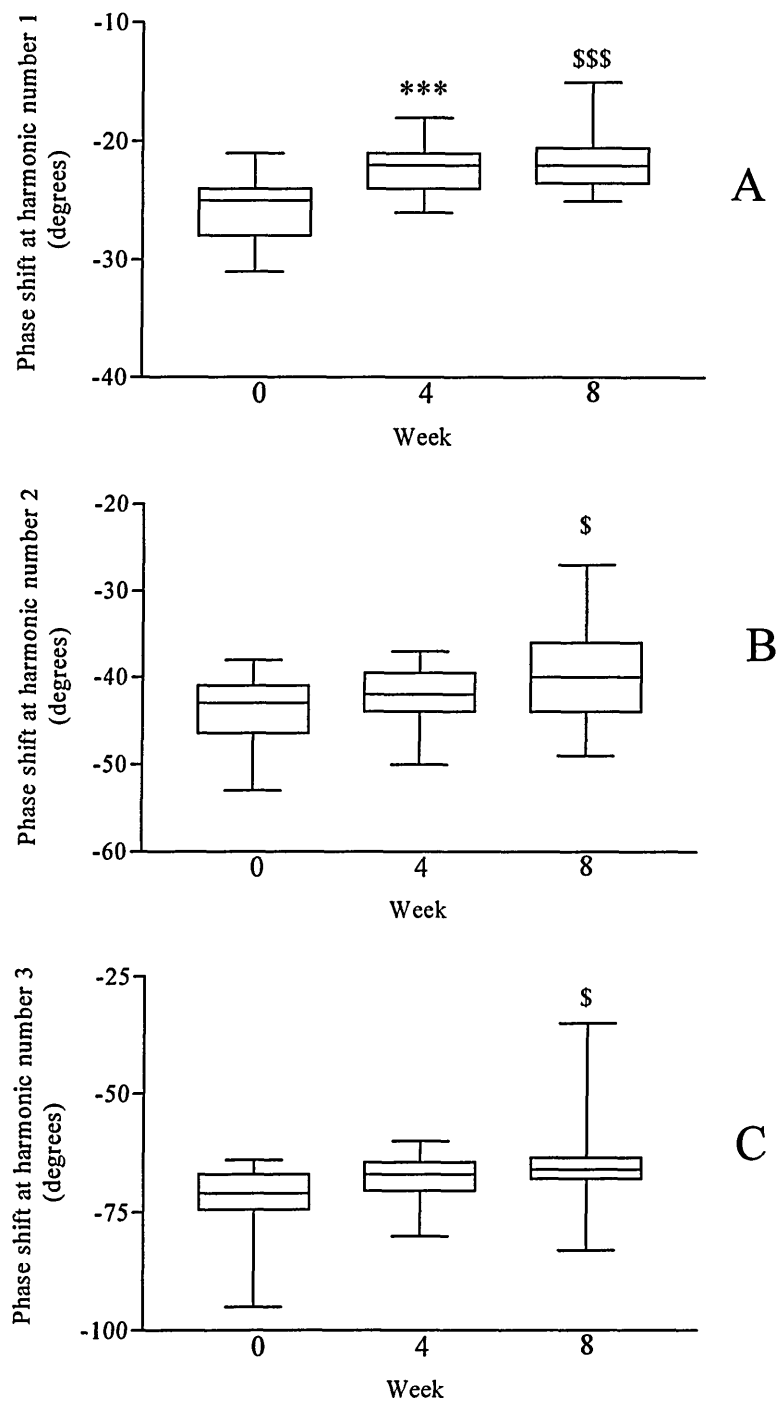 Phase shift at harmonic number 1
(degrees)
-10
-20
-30
-40
***
$$$
A
0 4 8
Week
Phase shift at harmonic number 2
(degrees)
-20
-30
-40
-50
-60
$
B
0 4 8
Week
Phase shift at harmonic number 3
(degrees)
-25
-50
-75
-100
$
C
0 4 8
Week